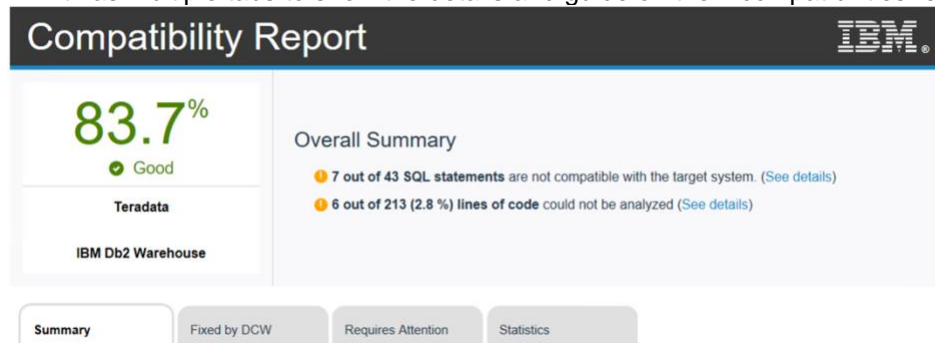 Compatibility Report
IBM®
83.7%
Good
Teradata
IBM Db2 Warehouse
Overall Summary
7 out of 43 SQL statements are not compatible with the target system. (See details)
6 out of 213 (2.8 %) lines of code could not be analyzed (See details)
Summary Fixed by DCW Requires Attention Statistics